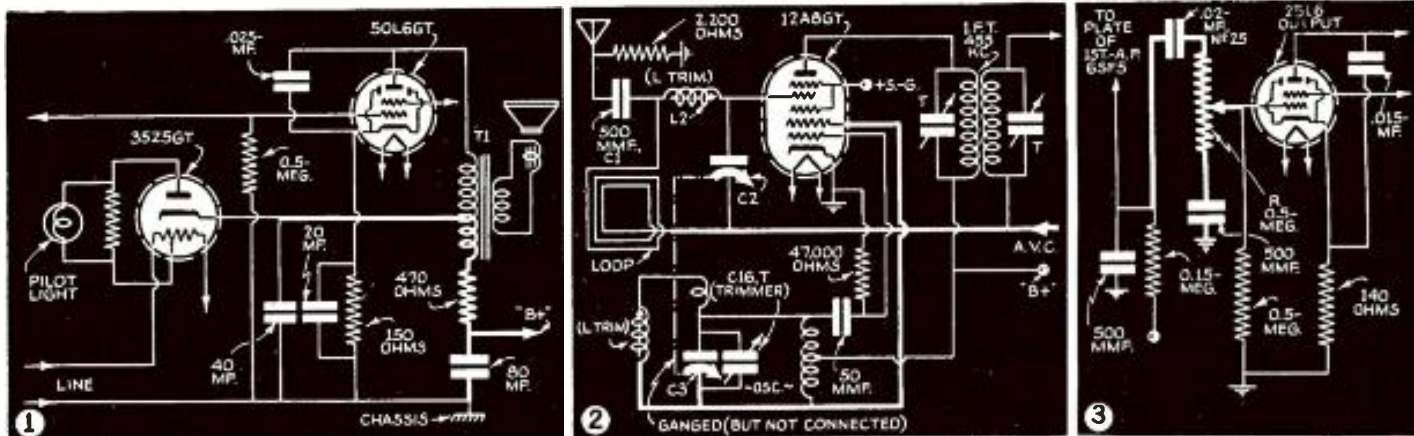 .025-
MF.
50L6GT
35Z5GT
T1
0.5-
MEG.
PILOT
LIGHT
20
MF.
470
OHMS
"B+"
150
OHMS
40
MF.
80
MF.
LINE
CHASSIS
1
2,200
OHMS
12A8GT
I.F.T.
455
KC.
(L TRIM)
+S.-G.
L2
T
T
500
MMF.,
C1
C2
LOOP
A.V.C.
47,000
OHMS
C16,T
(TRIMMER)
"B+"
(L TRIM)
C3
~OSC.~
50
MMF.
GANGED (BUT NOT CONNECTED)
2
TO
PLATE
OF
1ST.-A.F.
6SF5
.02-
MF.
Nº25
25L6
OUTPUT
.015-
MF.
R
0.5-
MEG.
500
MMF.
0.15-
MEG.
140
OHMS
0.5-
MEG.
500
MMF.
3